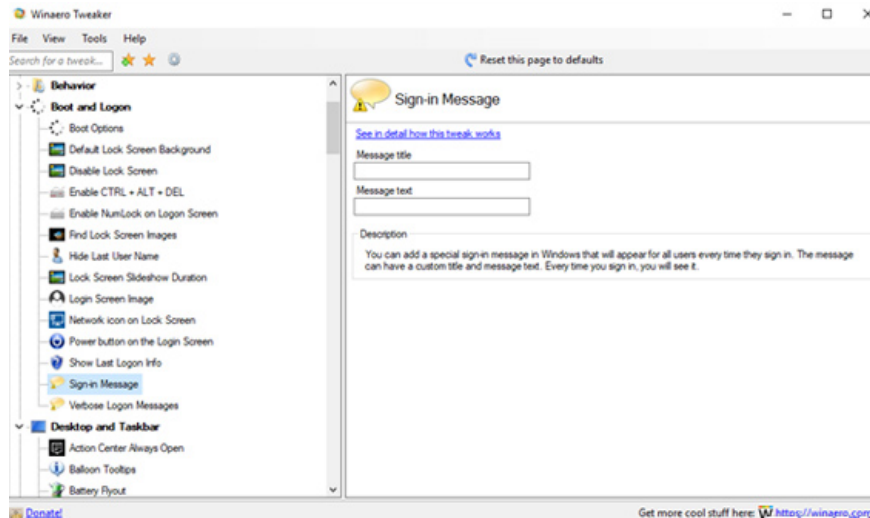 Winaero Tweaker
File View Tools Help
Search for a tweak...
Reset this page to defaults
Behavior
Boot and Logon
Boot Options
Default Lock Screen Background
Disable Lock Screen
Enable CTRL + ALT + DEL
Enable NumLock on Logon Screen
Find Lock Screen Images
Hide Last User Name
Lock Screen Slideshow Duration
Login Screen Image
Network icon on Lock Screen
Power button on the Login Screen
Show Last Logon Info
Sign-in Message
Verbose Logon Messages
Desktop and Taskbar
Action Center Always Open
Balloon Tooltips
Battery Flyout
Sign-in Message
See in detail how this tweak works
Message title
Message text
Description
You can add a special sign-in message in Windows that will appear for all users every time they sign in. The message
can have a custom title and message text. Every time you sign in, you will see it.
Donate!
Get more cool stuff here: W https://winaero.com